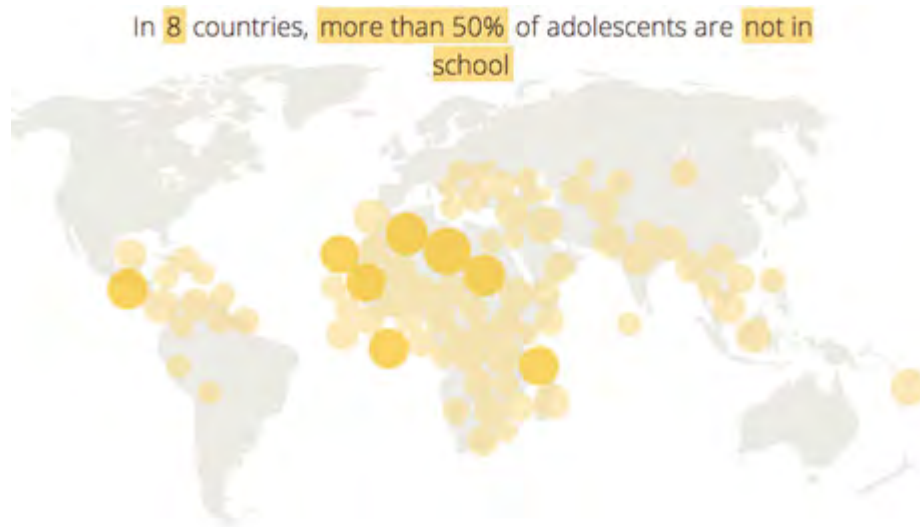 In 8 countries, more than 50% of adolescents are not in
school